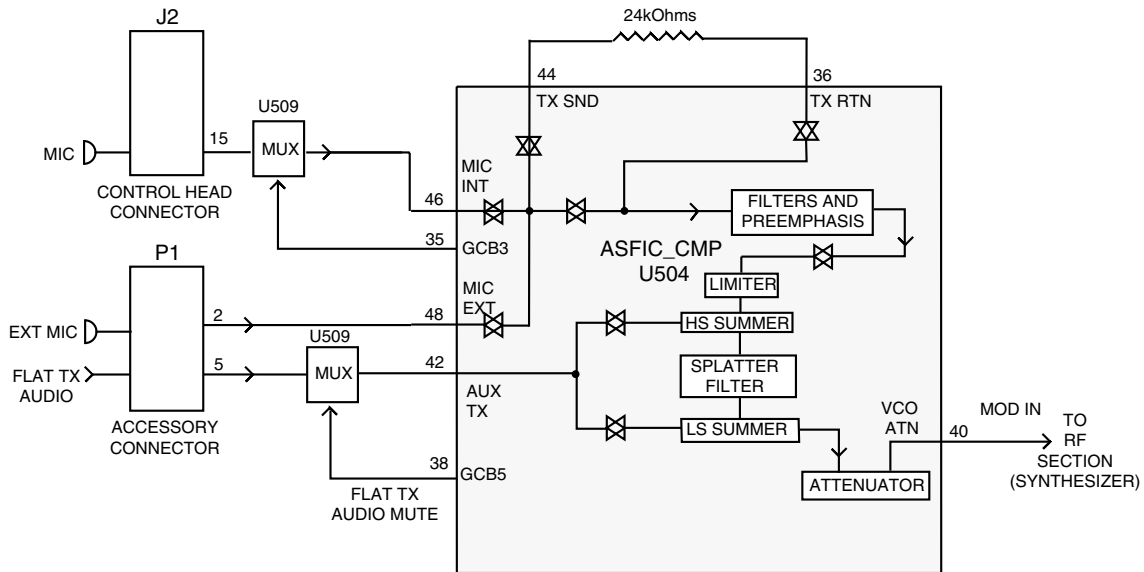 J2
24kOhms
44
36
TX SND
TX RTN
U509
15
MUX
MIC
MIC
INT
CONTROL HEAD
CONNECTOR
46
FILTERS AND
PREEMPHASIS
35
GCB3
ASFIC_CMP
U504
P1
LIMITER
MIC
EXT
2
48
EXT MIC
HS SUMMER
U509
5
MUX
42
FLAT TX
AUDIO
SPLATTER
FILTER
AUX
TX
ACCESSORY
CONNECTOR
LS SUMMER
VCO
ATN
40
MOD IN
TO
RF
SECTION
(SYNTHESIZER)
38
GCB5
ATTENUATOR
FLAT TX
AUDIO MUTE